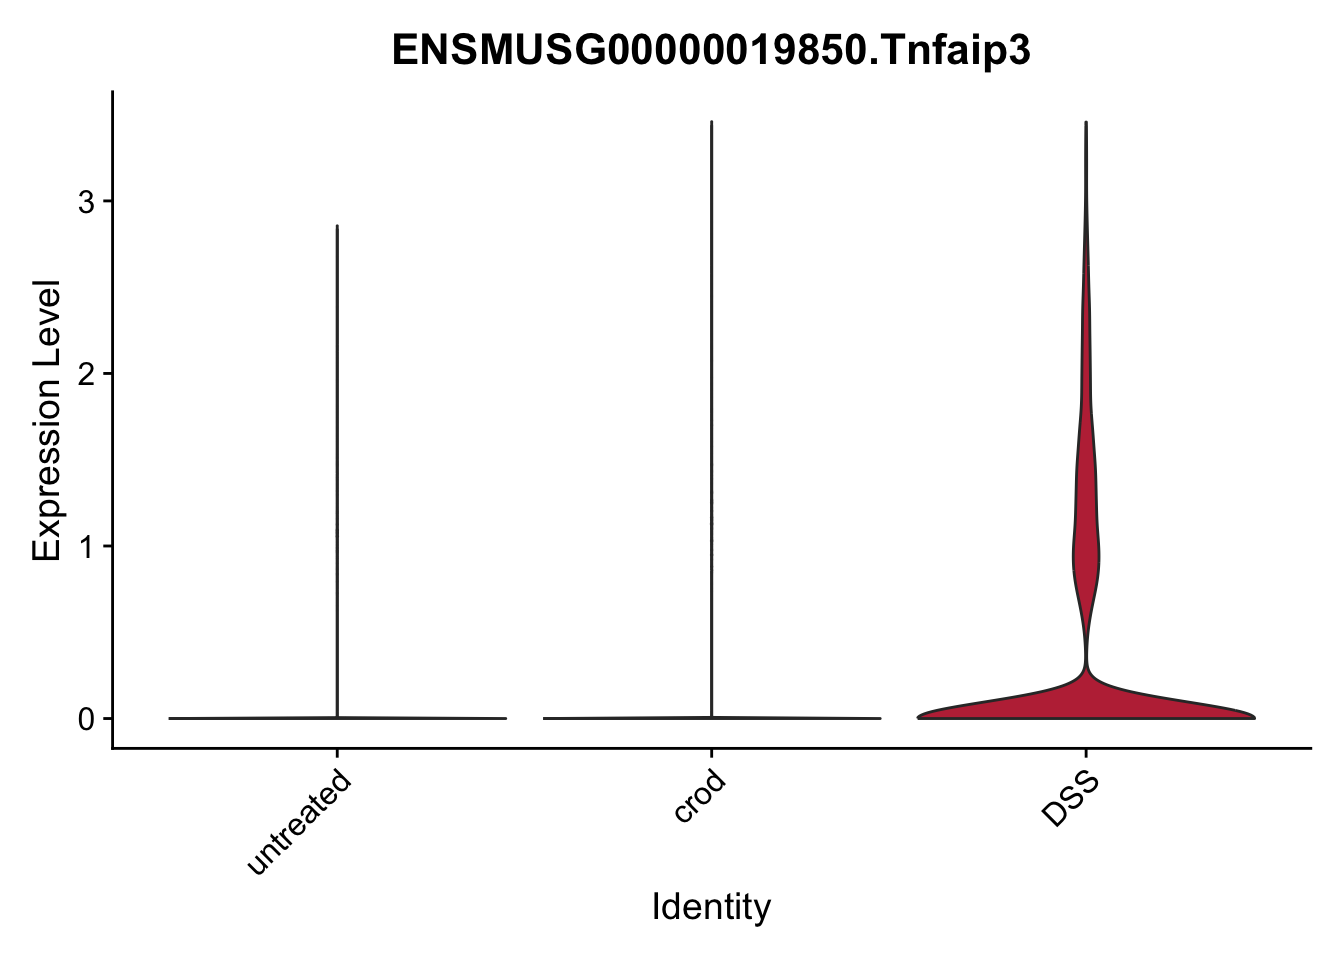 ENSMUSG00000019850.Tnfaip3
Expression Level
3
2
1
0
untreated
crod
DSS
Identity